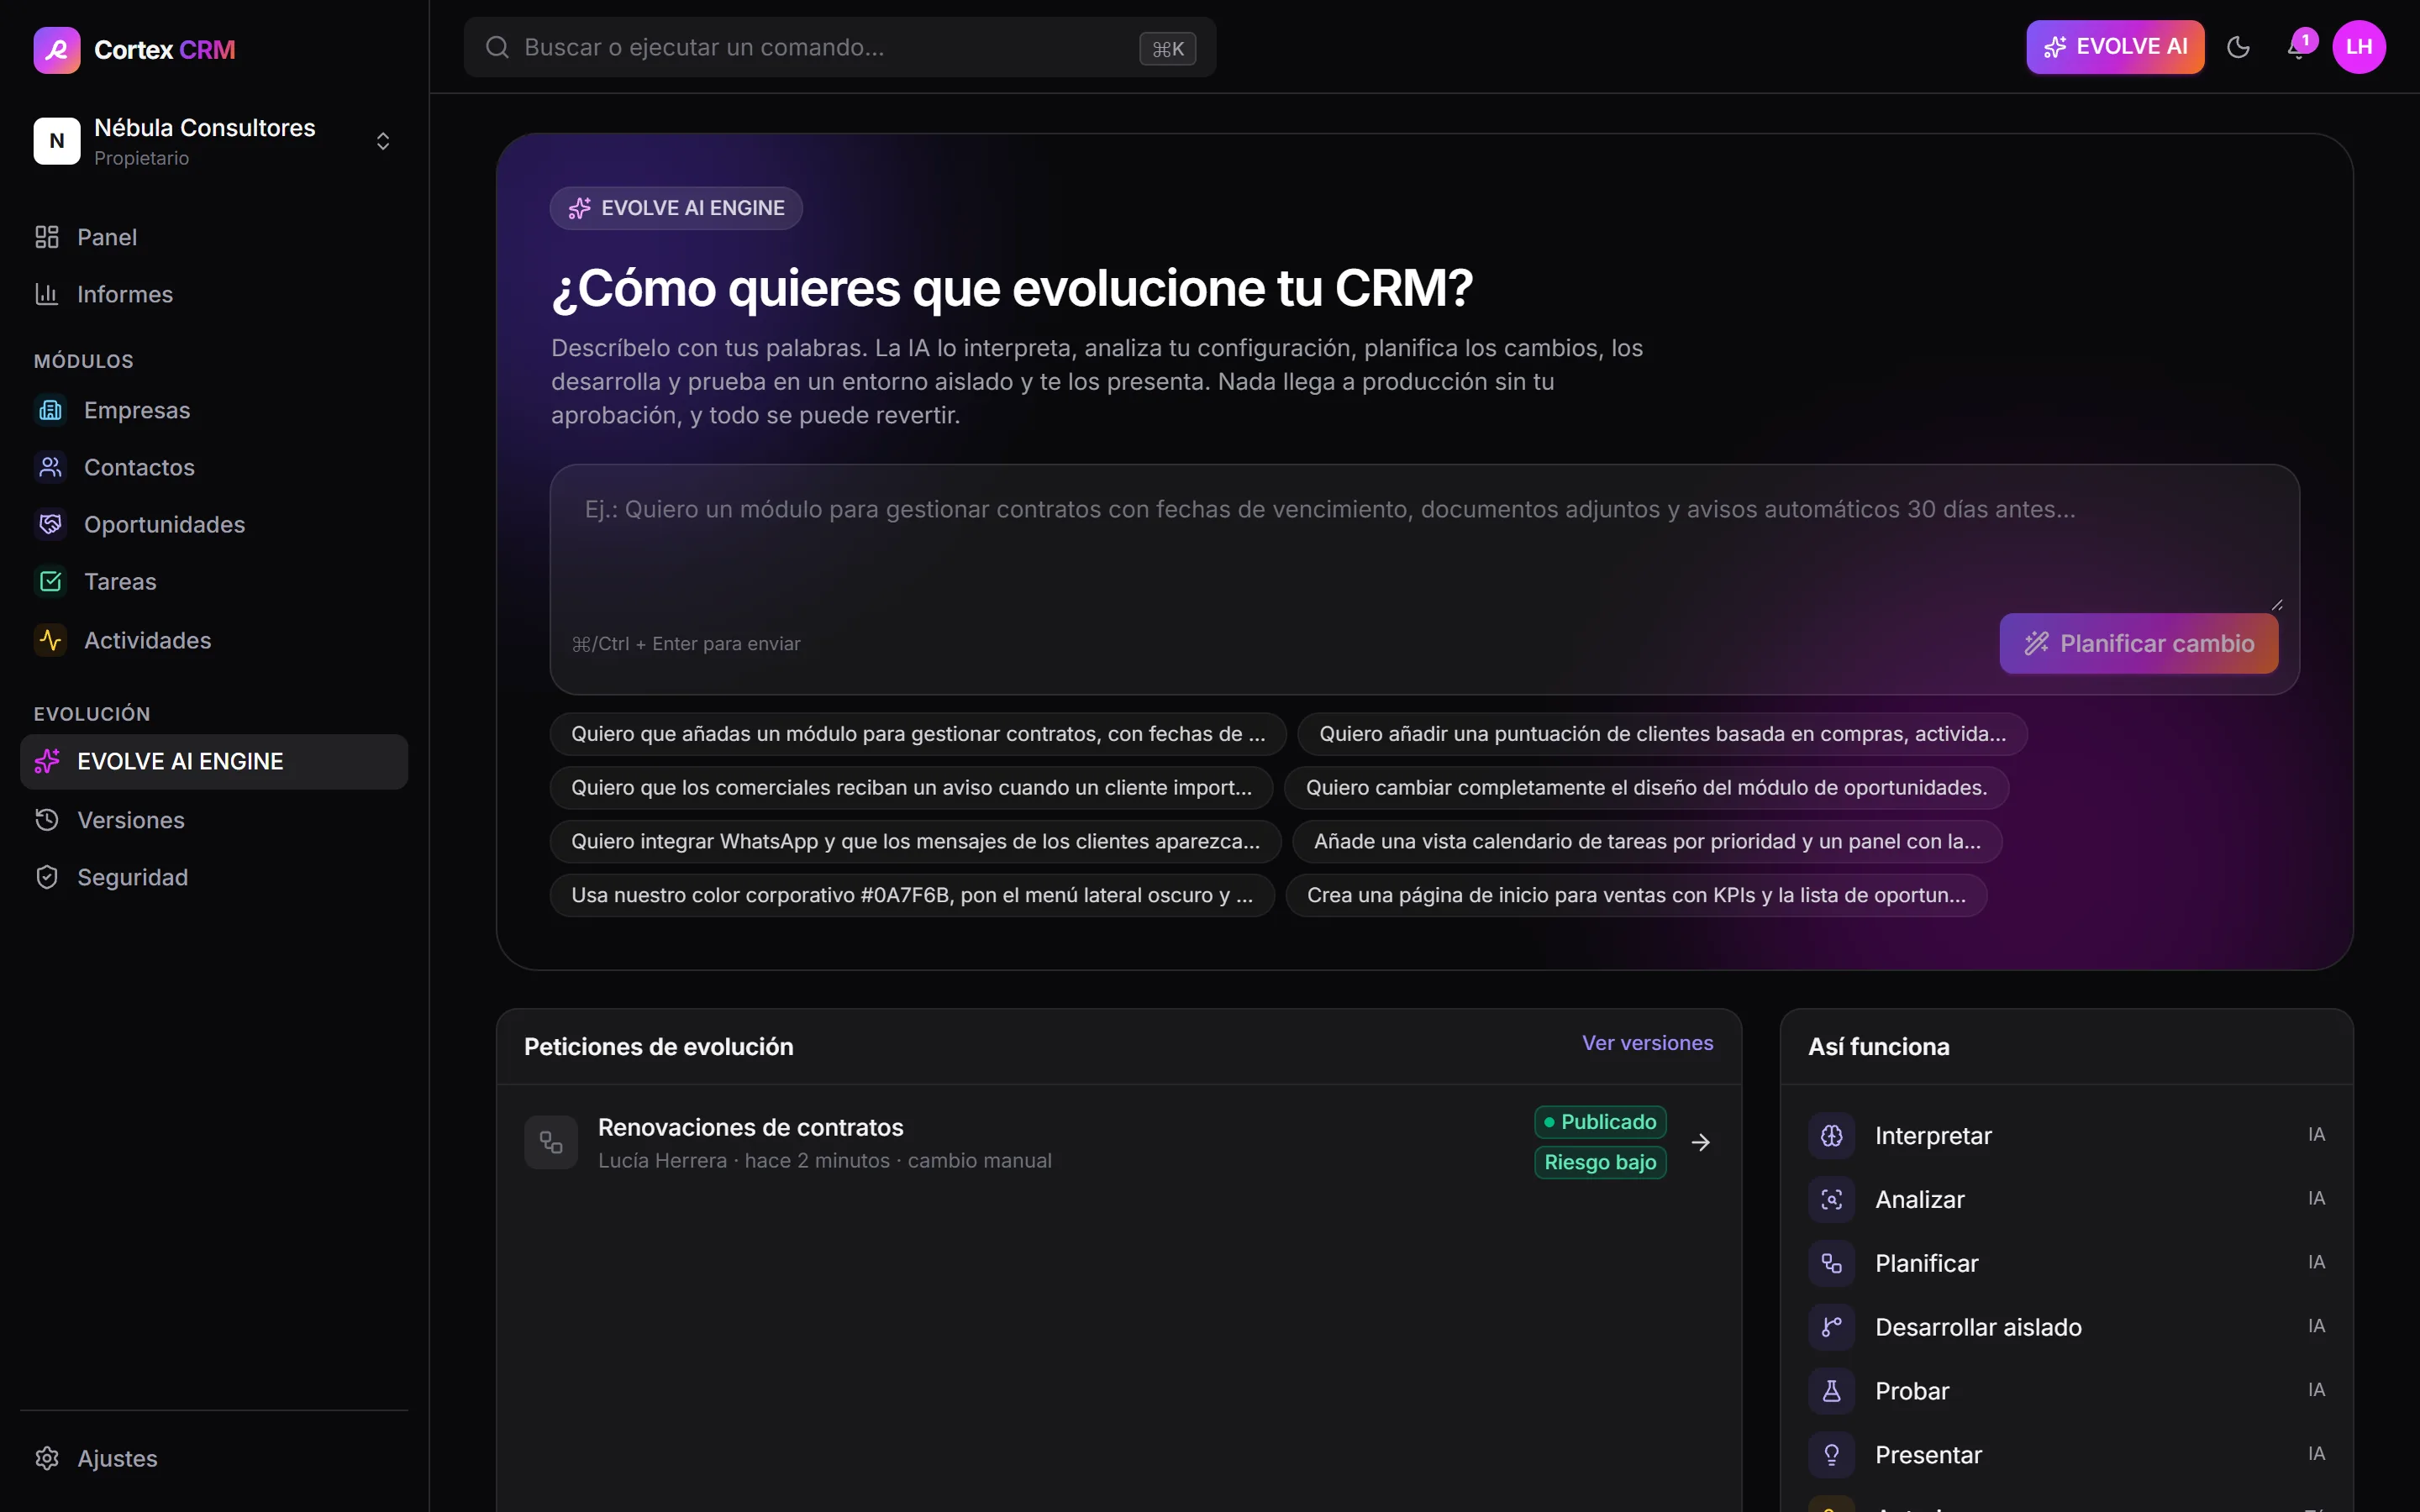 Cortex CRM
Buscar o ejecutar un comando...
⌘K
EVOLVE AI
1
LH
N
Nébula Consultores
Propietario
Panel
Informes
MÓDULOS
Empresas
Contactos
Oportunidades
Tareas
Actividades
EVOLUCIÓN
EVOLVE AI ENGINE
Versiones
Seguridad
Ajustes
EVOLVE AI ENGINE
¿Cómo quieres que evolucione tu CRM?
Descríbelo con tus palabras. La IA lo interpreta, analiza tu configuración, planifica los cambios, los
desarrolla y prueba en un entorno aislado y te los presenta. Nada llega a producción sin tu
aprobación, y todo se puede revertir.
Ej.: Quiero un módulo para gestionar contratos con fechas de vencimiento, documentos adjuntos y avisos automáticos 30 días antes...
⌘/Ctrl + Enter para enviar
Planificar cambio
Quiero que añadas un módulo para gestionar contratos, con fechas de ...
Quiero añadir una puntuación de clientes basada en compras, activida...
Quiero que los comerciales reciban un aviso cuando un cliente import...
Quiero cambiar completamente el diseño del módulo de oportunidades.
Quiero integrar WhatsApp y que los mensajes de los clientes aparezca...
Añade una vista calendario de tareas por prioridad y un panel con la...
Usa nuestro color corporativo #0A7F6B, pon el menú lateral oscuro y ...
Crea una página de inicio para ventas con KPIs y la lista de oportun...
Peticiones de evolución
Ver versiones
Renovaciones de contratos
Lucía Herrera · hace 2 minutos · cambio manual
Publicado
Riesgo bajo
Así funciona
Interpretar IA
Analizar IA
Planificar IA
Desarrollar aislado IA
Probar IA
Presentar IA